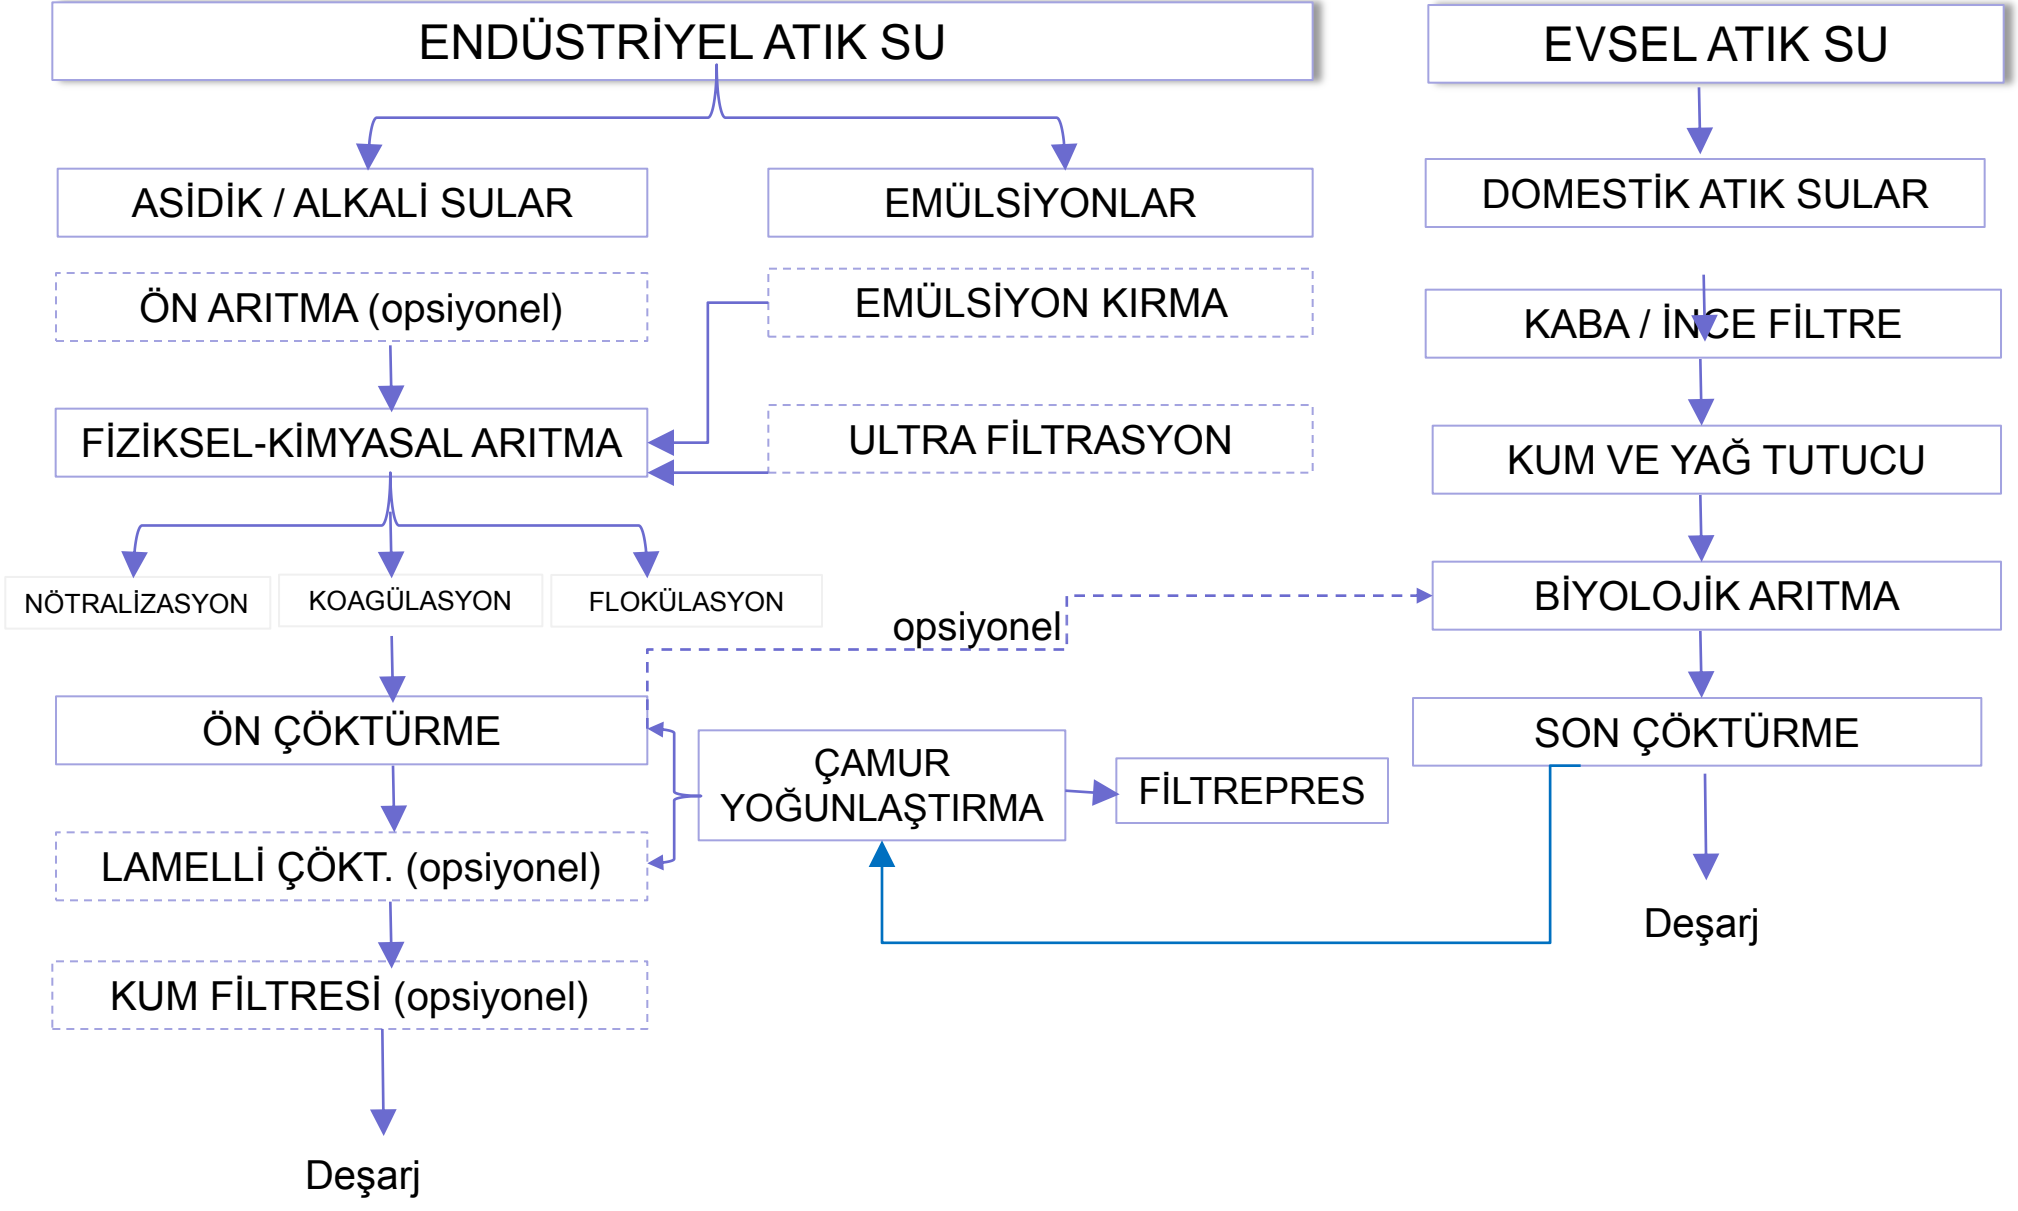 ENDÜSTRİYEL ATIK SU
EVSEL ATIK SU
ASİDİK / ALKALİ SULAR
EMÜLSİYONLAR
DOMESTİK ATIK SULAR
ÖN ARITMA (opsiyonel)
EMÜLSİYON KIRMA
KABA / İNCE FİLTRE
FİZİKSEL-KİMYASAL ARITMA
ULTRA FİLTRASYON
KUM VE YAĞ TUTUCU
NÖTRALİZASYON
KOAGÜLASYON
FLOKÜLASYON
opsiyonel
BİYOLOJİK ARITMA
ÖN ÇÖKTÜRME
ÇAMUR
YOĞUNLAŞTIRMA
FİLTREPRES
SON ÇÖKTÜRME
LAMELLİ ÇÖKT. (opsiyonel)
Deşarj
KUM FİLTRESİ (opsiyonel)
Deşarj